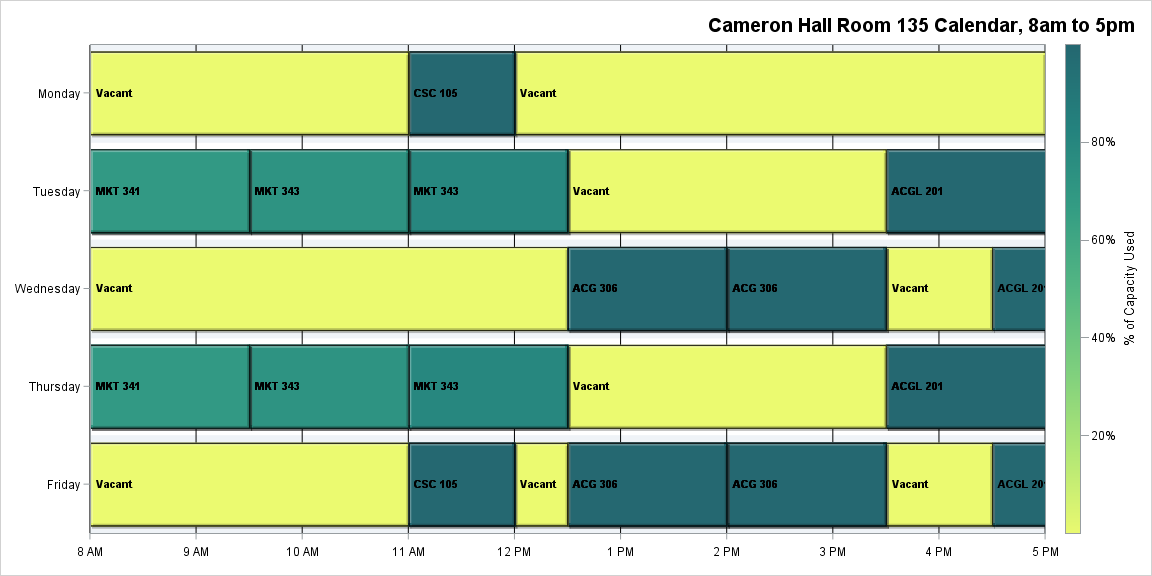 Cameron Hall Room 135 Calendar, 8am to 5pm
Monday
Vacant
CSC 105
Vacant
Tuesday
MKT 341
MKT 343
MKT 343
Vacant
ACGL 201
Wednesday
Vacant
ACG 306
ACG 306
Vacant
ACGL 20
Thursday
MKT 341
MKT 343
MKT 343
Vacant
ACGL 201
Friday
Vacant
CSC 105
Vacant
ACG 306
ACG 306
Vacant
ACGL 20
8 AM
9 AM
10 AM
11 AM
12 PM
1 PM
2 PM
3 PM
4 PM
5 PM
80%
60%
40%
20%
% of Capacity Used